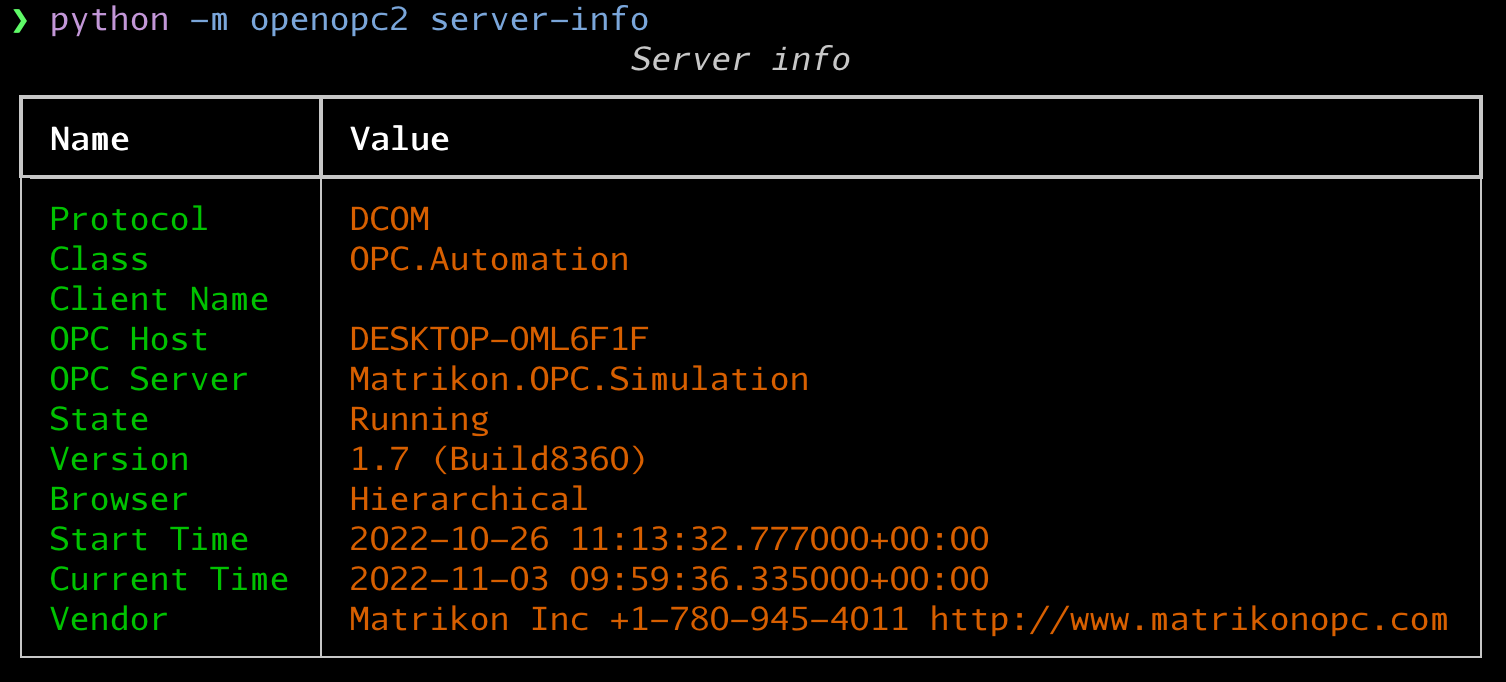 ❯ python -m openopc2 server-info
Server info
Name Value
Protocol DCOM
Class OPC.Automation
Client Name
OPC Host DESKTOP-OML6F1F
OPC Server Matrikon.OPC.Simulation
State Running
Version 1.7 (Build8360)
Browser Hierarchical
Start Time 2022-10-26 11:13:32.777000+00:00
Current Time 2022-11-03 09:59:36.335000+00:00
Vendor Matrikon Inc +1-780-945-4011 http://www.matrikonopc.com